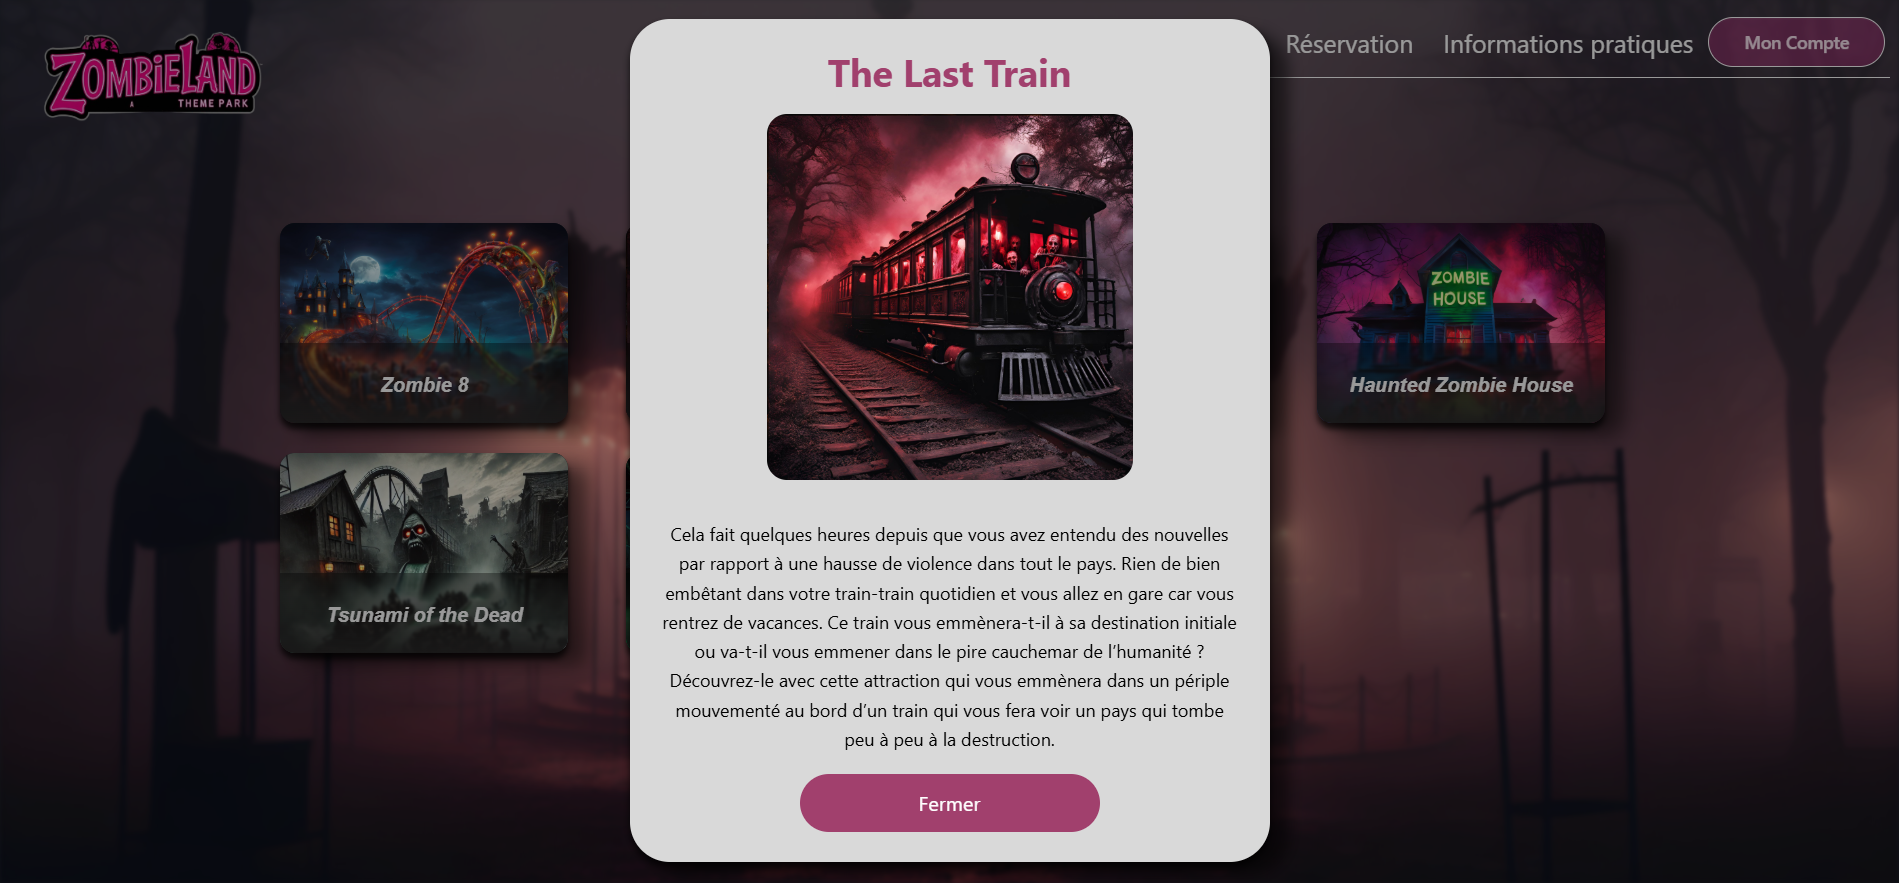 ZOMBIELAND
A THEME PARK
Réservation
Informations pratiques
Mon Compte
The Last Train
Zombie 8
ZOMBIE
HOUSE
Haunted Zombie House
Tsunami of the Dead
Cela fait quelques heures depuis que vous avez entendu des nouvelles
par rapport à une hausse de violence dans tout le pays. Rien de bien
embêtant dans votre train-train quotidien et vous allez en gare car vous
rentrez de vacances. Ce train vous emmènera-t-il à sa destination initiale
ou va-t-il vous emmener dans le pire cauchemar de l’humanité ?
Découvrez-le avec cette attraction qui vous emmènera dans un périple
mouvementé au bord d’un train qui vous fera voir un pays qui tombe
peu à peu à la destruction.
Fermer